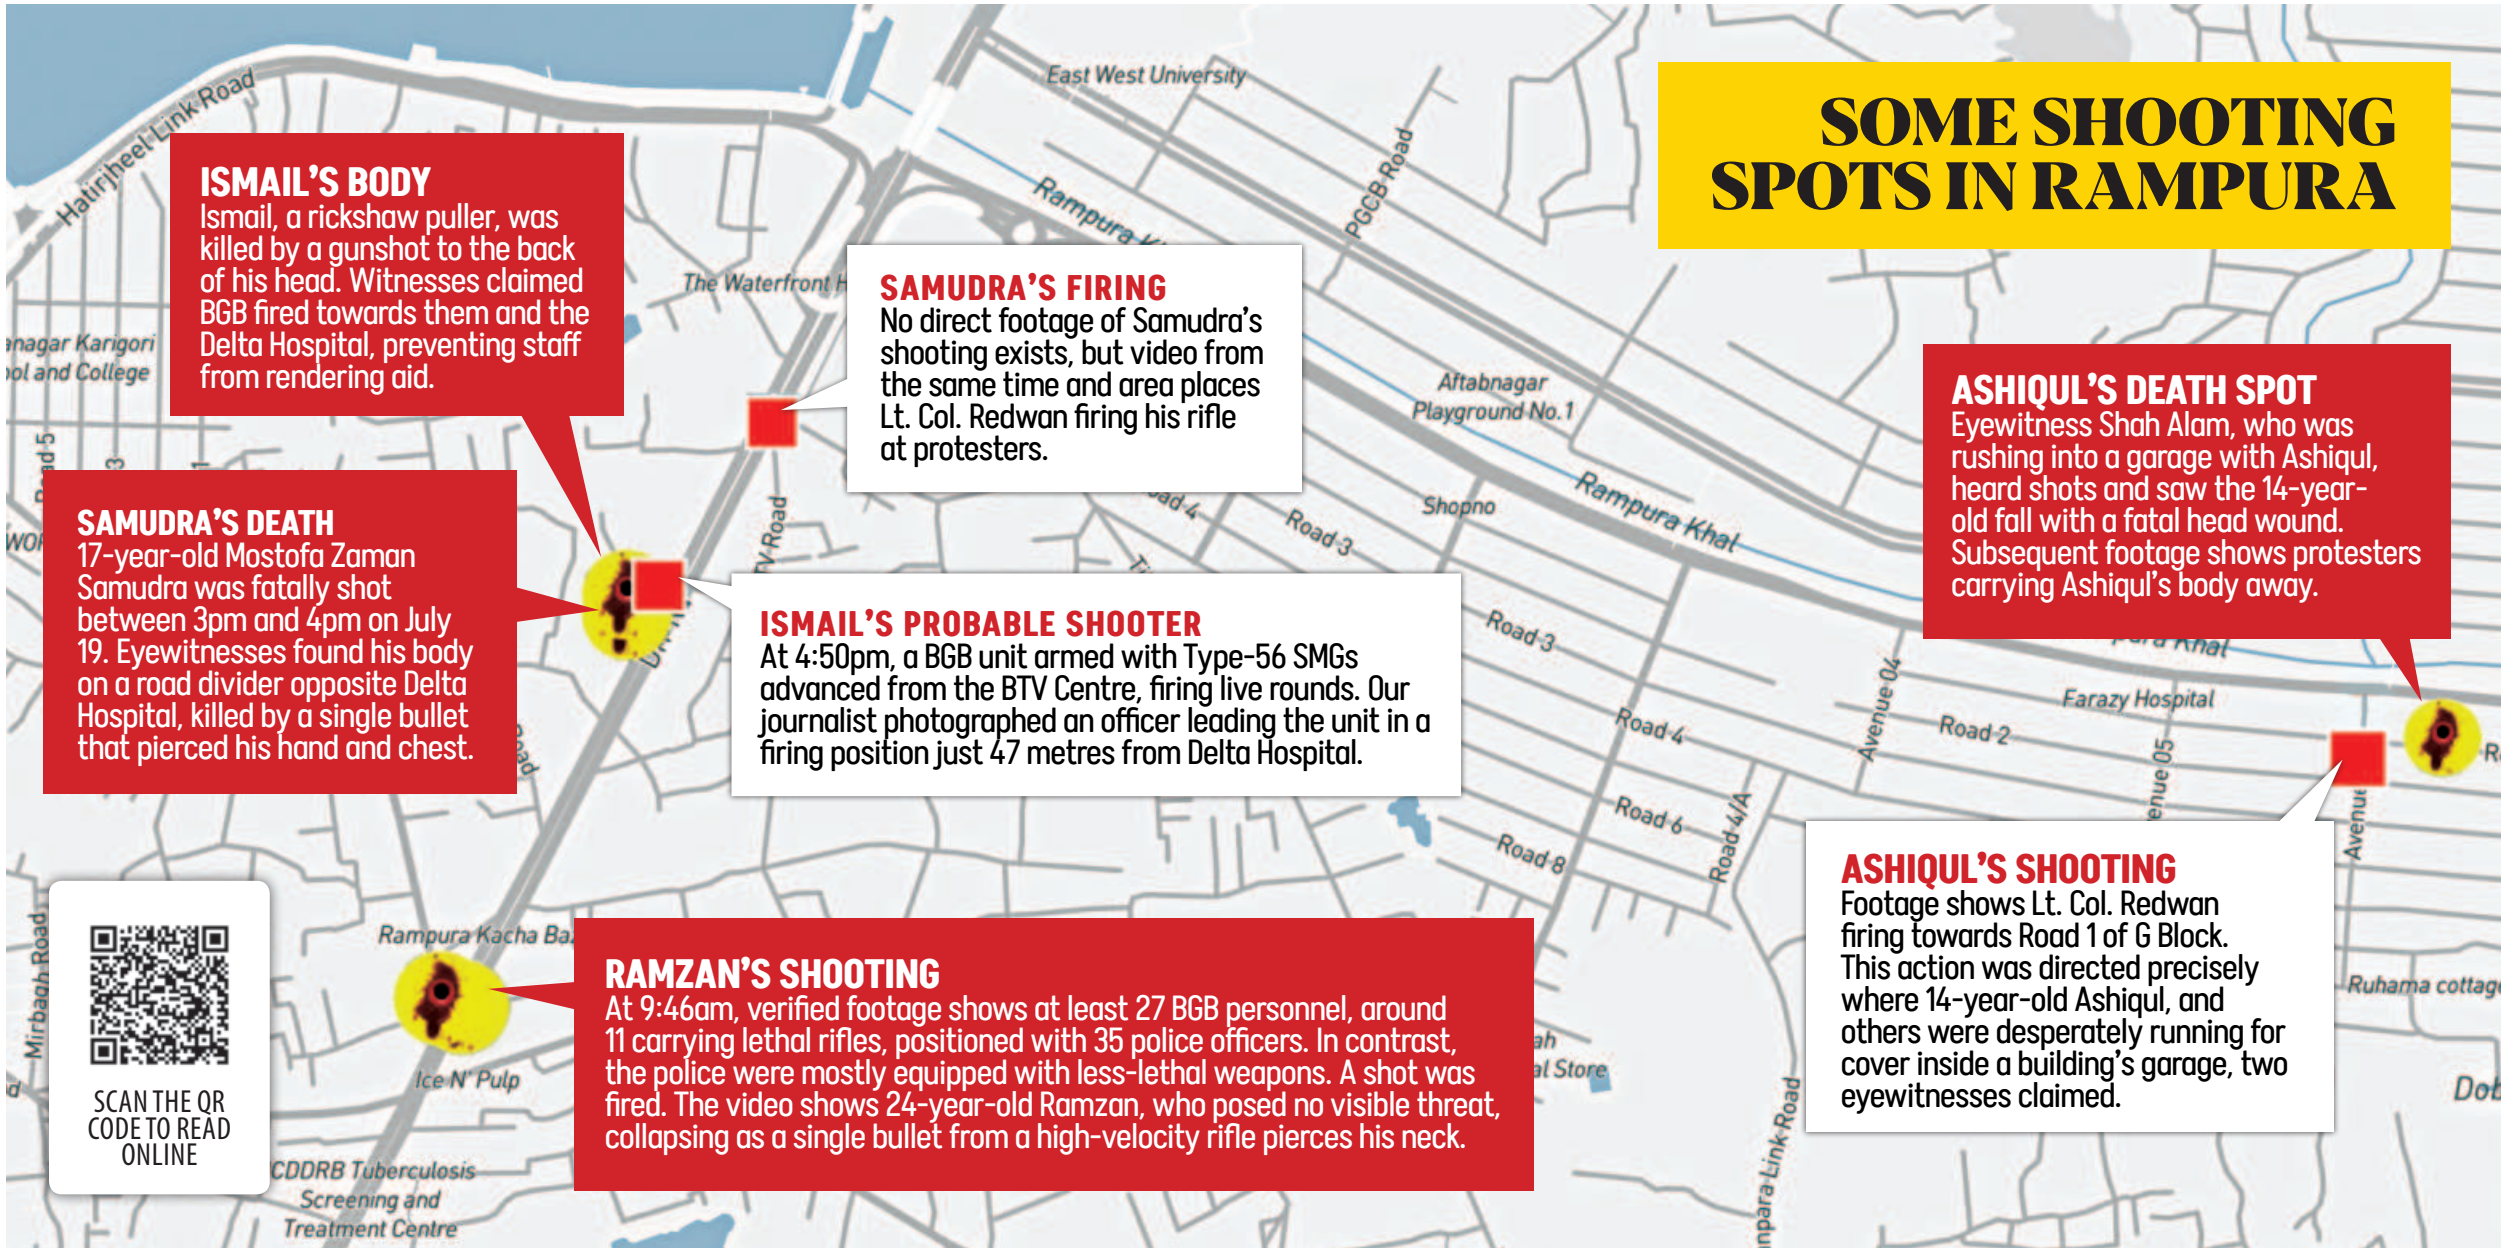 SOME SHOOTING
SPOTS IN RAMPURA
Hatirjheel Link Road
East West University
PGCB Road
Rampura
The Waterfront
ISMAIL'S BODY
Ismail, a rickshaw puller, was
killed by a gunshot to the back
of his head. Witnesses claimed
BGB fired towards them and the
Delta Hospital, preventing staff
from rendering aid.
SAMUDRA'S FIRING
No direct footage of Samudra's
shooting exists, but video from
the same time and area places
Lt. Col. Redwan firing his rifle
at protesters.
Karigori
and College
Aftabnagar
Playground No.1
ASHIQUL'S DEATH SPOT
Eyewitness Shah Alam, who was
rushing into a garage with Ashiqul,
heard shots and saw the 14-year-
old fall with a fatal head wound.
Subsequent footage shows protesters
carrying Ashiqul's body away.
SAMUDRA'S DEATH
17-year-old Mostofa Zaman
Samudra was fatally shot
between 3pm and 4pm on July
19. Eyewitnesses found his body
on a road divider opposite Delta
Hospital, killed by a single bullet
that pierced his hand and chest.
TV Road
Road 3
Shopno
Rampura Khal
ISMAIL'S PROBABLE SHOOTER
At 4:50pm, a BGB unit armed with Type-56 SMGs
advanced from the BTV Centre, firing live rounds. Our
journalist photographed an officer leading the unit in a
firing position just 47 metres from Delta Hospital.
Road 3
Road 4
Avenue 04
Khal
Farazy Hospital
Road 2
Road 6
Road 4/A
Road 8
Avenue
ASHIQUL'S SHOOTING
Footage shows Lt. Col. Redwan
firing towards Road 1 of G Block.
This action was directed precisely
where 14-year-old Ashiqul, and
others were desperately running for
cover inside a building's garage, two
eyewitnesses claimed.
Ruhama cottage
Mirbagh Road
Rampura Kacha
RAMZAN'S SHOOTING
At 9:46am, verified footage shows at least 27 BGB personnel, around
11 carrying lethal rifles, positioned with 35 police officers. In contrast,
the police were mostly equipped with less-lethal weapons. A shot was
fired. The video shows 24-year-old Ramzan, who posed no visible threat,
collapsing as a single bullet from a high-velocity rifle pierces his neck.
Ice N' Pulp
Store
Link Road
SCAN THE QR
CODE TO READ
ONLINE
CDDRB Tuberculosis
Screening and
Treatment Centre